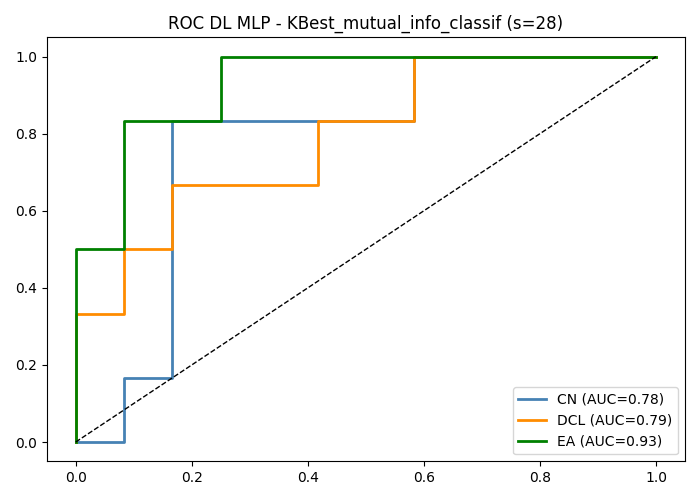 ROC DL MLP - KBest_mutual_info_classif (s=28)
1.0
0.8
0.6
0.4
0.2
0.0
0.0 0.2 0.4 0.6 0.8 1.0
CN (AUC=0.78)
DCL (AUC=0.79)
EA (AUC=0.93)